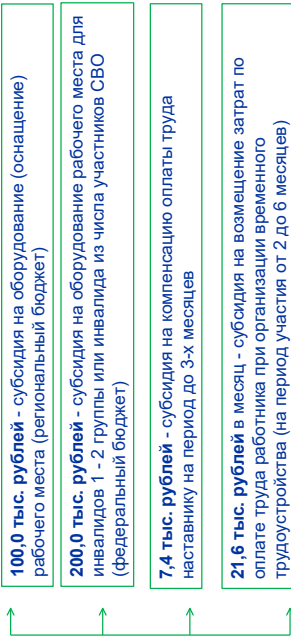 100,0 тыс. рублей - субсидия на оборудование (оснащение)
рабочего места (региональный бюджет)
200,0 тыс. рублей - субсидия на оборудование рабочего места для
инвалидов 1 - 2 группы или инвалида из числа участников СВО
(федеральный бюджет)
7,4 тыс. рублей - субсидия на компенсацию оплаты труда
наставнику на период до 3-х месяцев
21,6 тыс. рублей в месяц - субсидия на возмещение затрат по
оплате труда работника при организации временного
трудоустройства (на период участия от 2 до 6 месяцев)